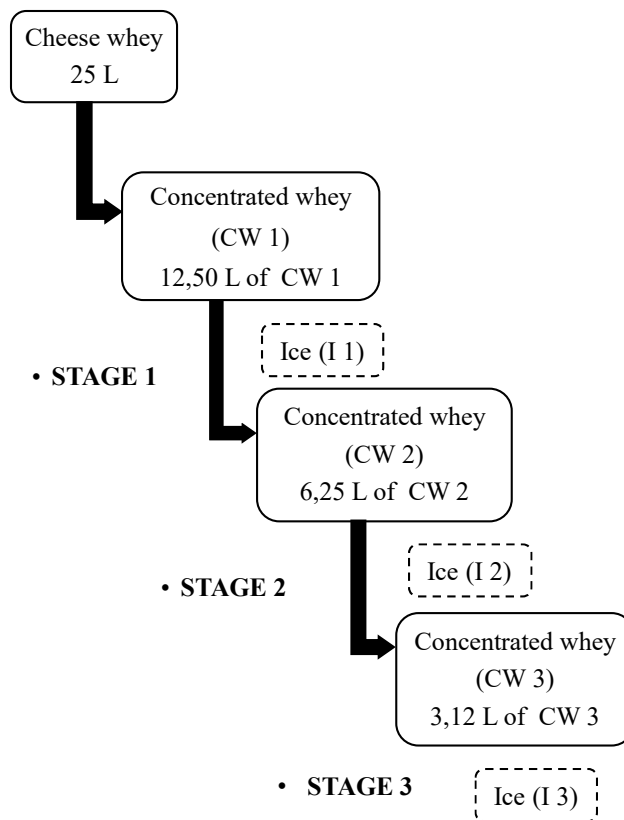 Cheese whey
25 L
Concentrated whey
(CW 1)
12,50 L of CW 1
Ice (I 1)
• STAGE 1
Concentrated whey
(CW 2)
6,25 L of CW 2
Ice (I 2)
• STAGE 2
Concentrated whey
(CW 3)
3,12 L of CW 3
• STAGE 3
Ice (I 3)